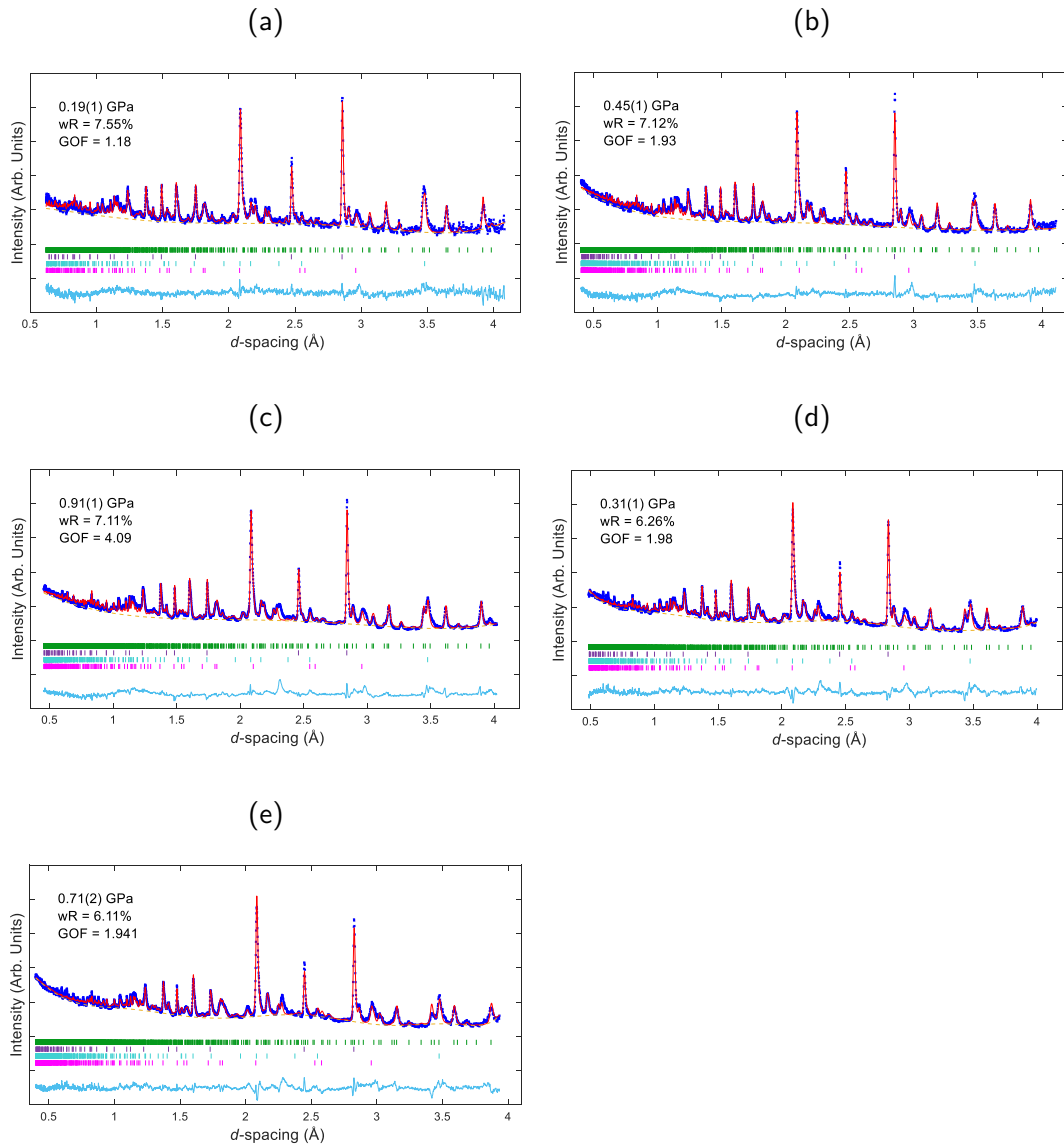 (a)
0.19(1) GPa
wR = 7.55%
GOF = 1.18
Intensity (Arb. Units)
0.5 1 1.5 2 2.5 3 3.5 4
d-spacing (Å)
(b)
0.45(1) GPa
wR = 7.12%
GOF = 1.93
Intensity (Arb. Units)
0.5 1 1.5 2 2.5 3 3.5 4
d-spacing (Å)
(c)
0.91(1) GPa
wR = 7.11%
GOF = 4.09
Intensity (Arb. Units)
0.5 1 1.5 2 2.5 3 3.5 4
d-spacing (Å)
(d)
0.31(1) GPa
wR = 6.26%
GOF = 1.98
Intensity (Arb. Units)
0.5 1 1.5 2 2.5 3 3.5 4
d-spacing (Å)
(e)
0.71(2) GPa
wR = 6.11%
GOF = 1.941
Intensity (Arb. Units)
0.5 1 1.5 2 2.5 3 3.5 4
d-spacing (Å)